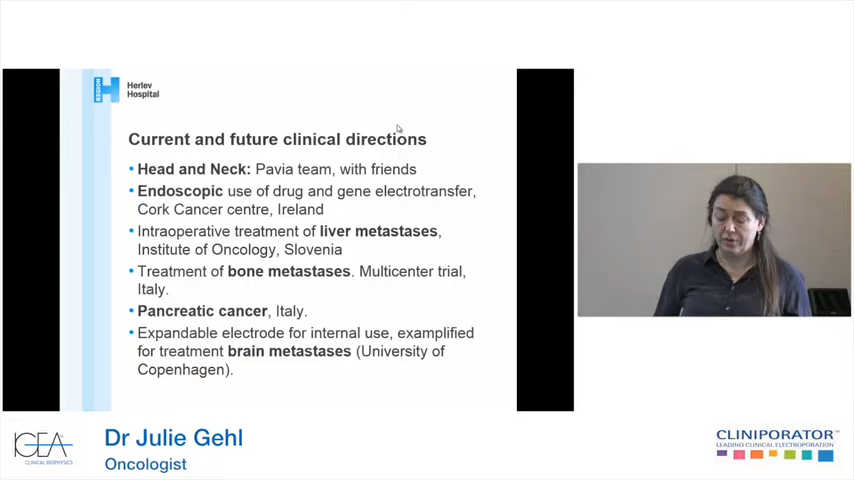 REGION
Herlev
Hospital
Current and future clinical directions
• Head and Neck: Pavia team, with friends
• Endoscopic use of drug and gene electrotransfer,
Cork Cancer centre, Ireland
• Intraoperative treatment of liver metastases,
Institute of Oncology, Slovenia
• Treatment of bone metastases. Multicenter trial,
Italy.
• Pancreatic cancer, Italy.
• Expandable electrode for internal use, examplified
for treatment brain metastases (University of
Copenhagen).
IGEA
CLINICAL BIOPHYSICS
Dr Julie Gehl
Oncologist
CLINIPORATOR™
LEADING CLINICAL ELECTROPORATION